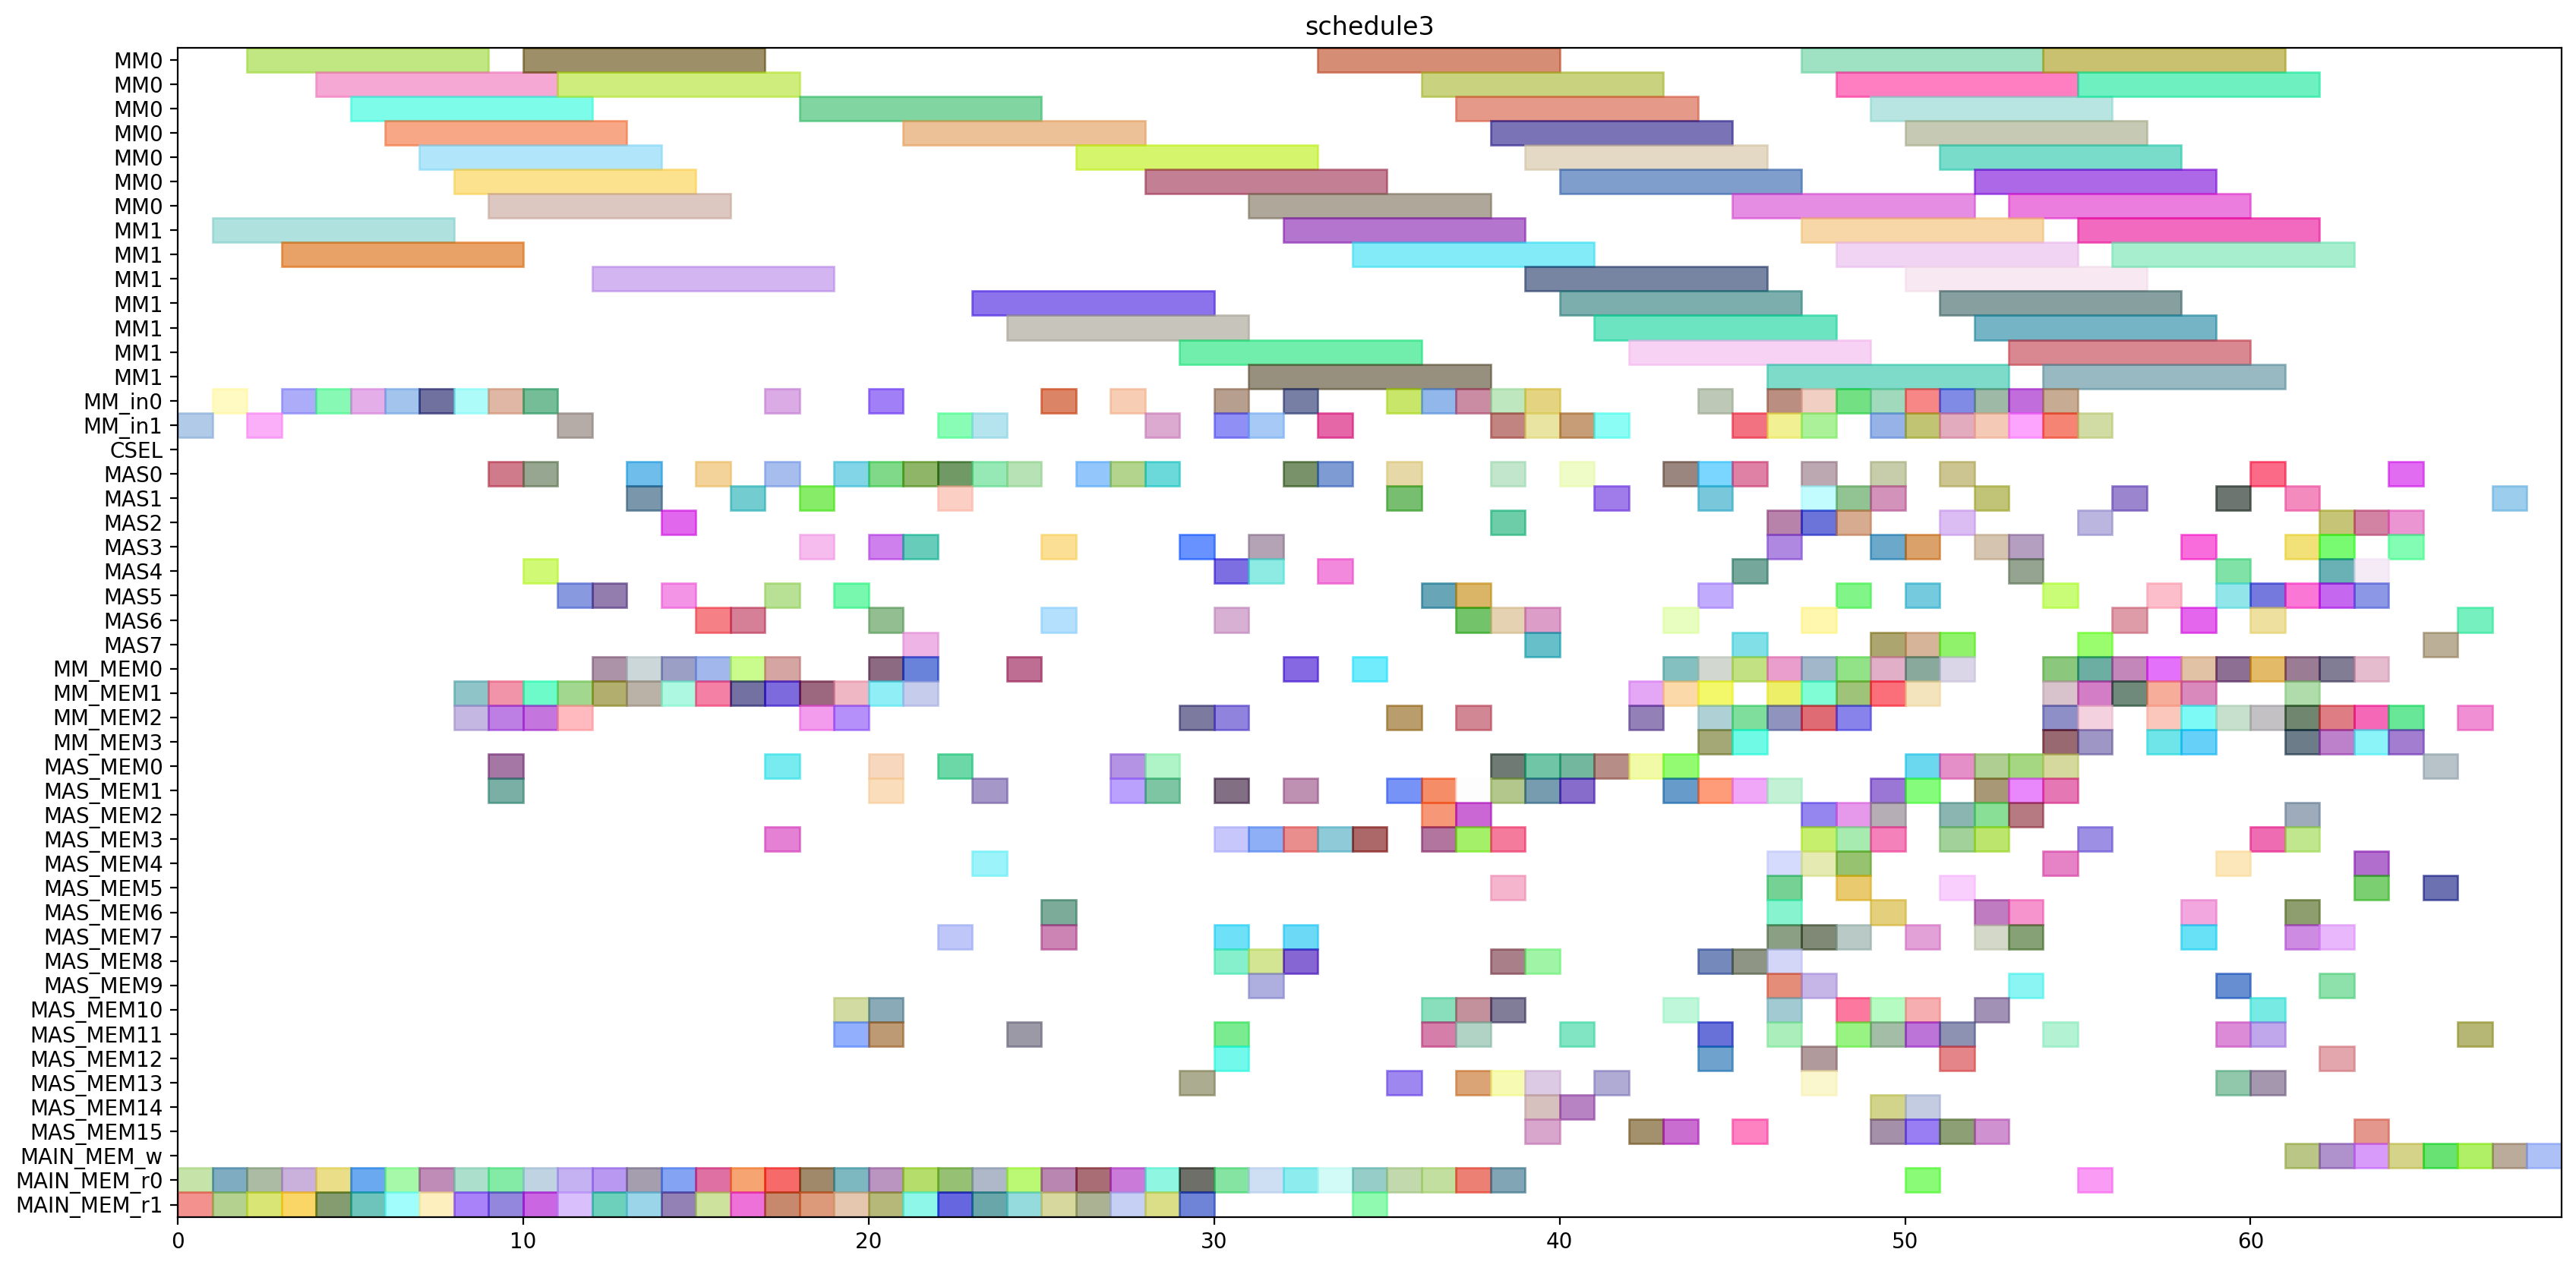 schedule3
MM0
MM0
MM0
MM0
MM0
MM0
MM0
MM1
MM1
MM1
MM1
MM1
MM1
MM1
MM_in0
MM_in1
CSEL
MAS0
MAS1
MAS2
MAS3
MAS4
MAS5
MAS6
MAS7
MM_MEM0
MM_MEM1
MM_MEM2
MM_MEM3
MAS_MEM0
MAS_MEM1
MAS_MEM2
MAS_MEM3
MAS_MEM4
MAS_MEM5
MAS_MEM6
MAS_MEM7
MAS_MEM8
MAS_MEM9
MAS_MEM10
MAS_MEM11
MAS_MEM12
MAS_MEM13
MAS_MEM14
MAS_MEM15
MAIN_MEM_w
MAIN_MEM_r0
MAIN_MEM_r1
0 10 20 30 40 50 60